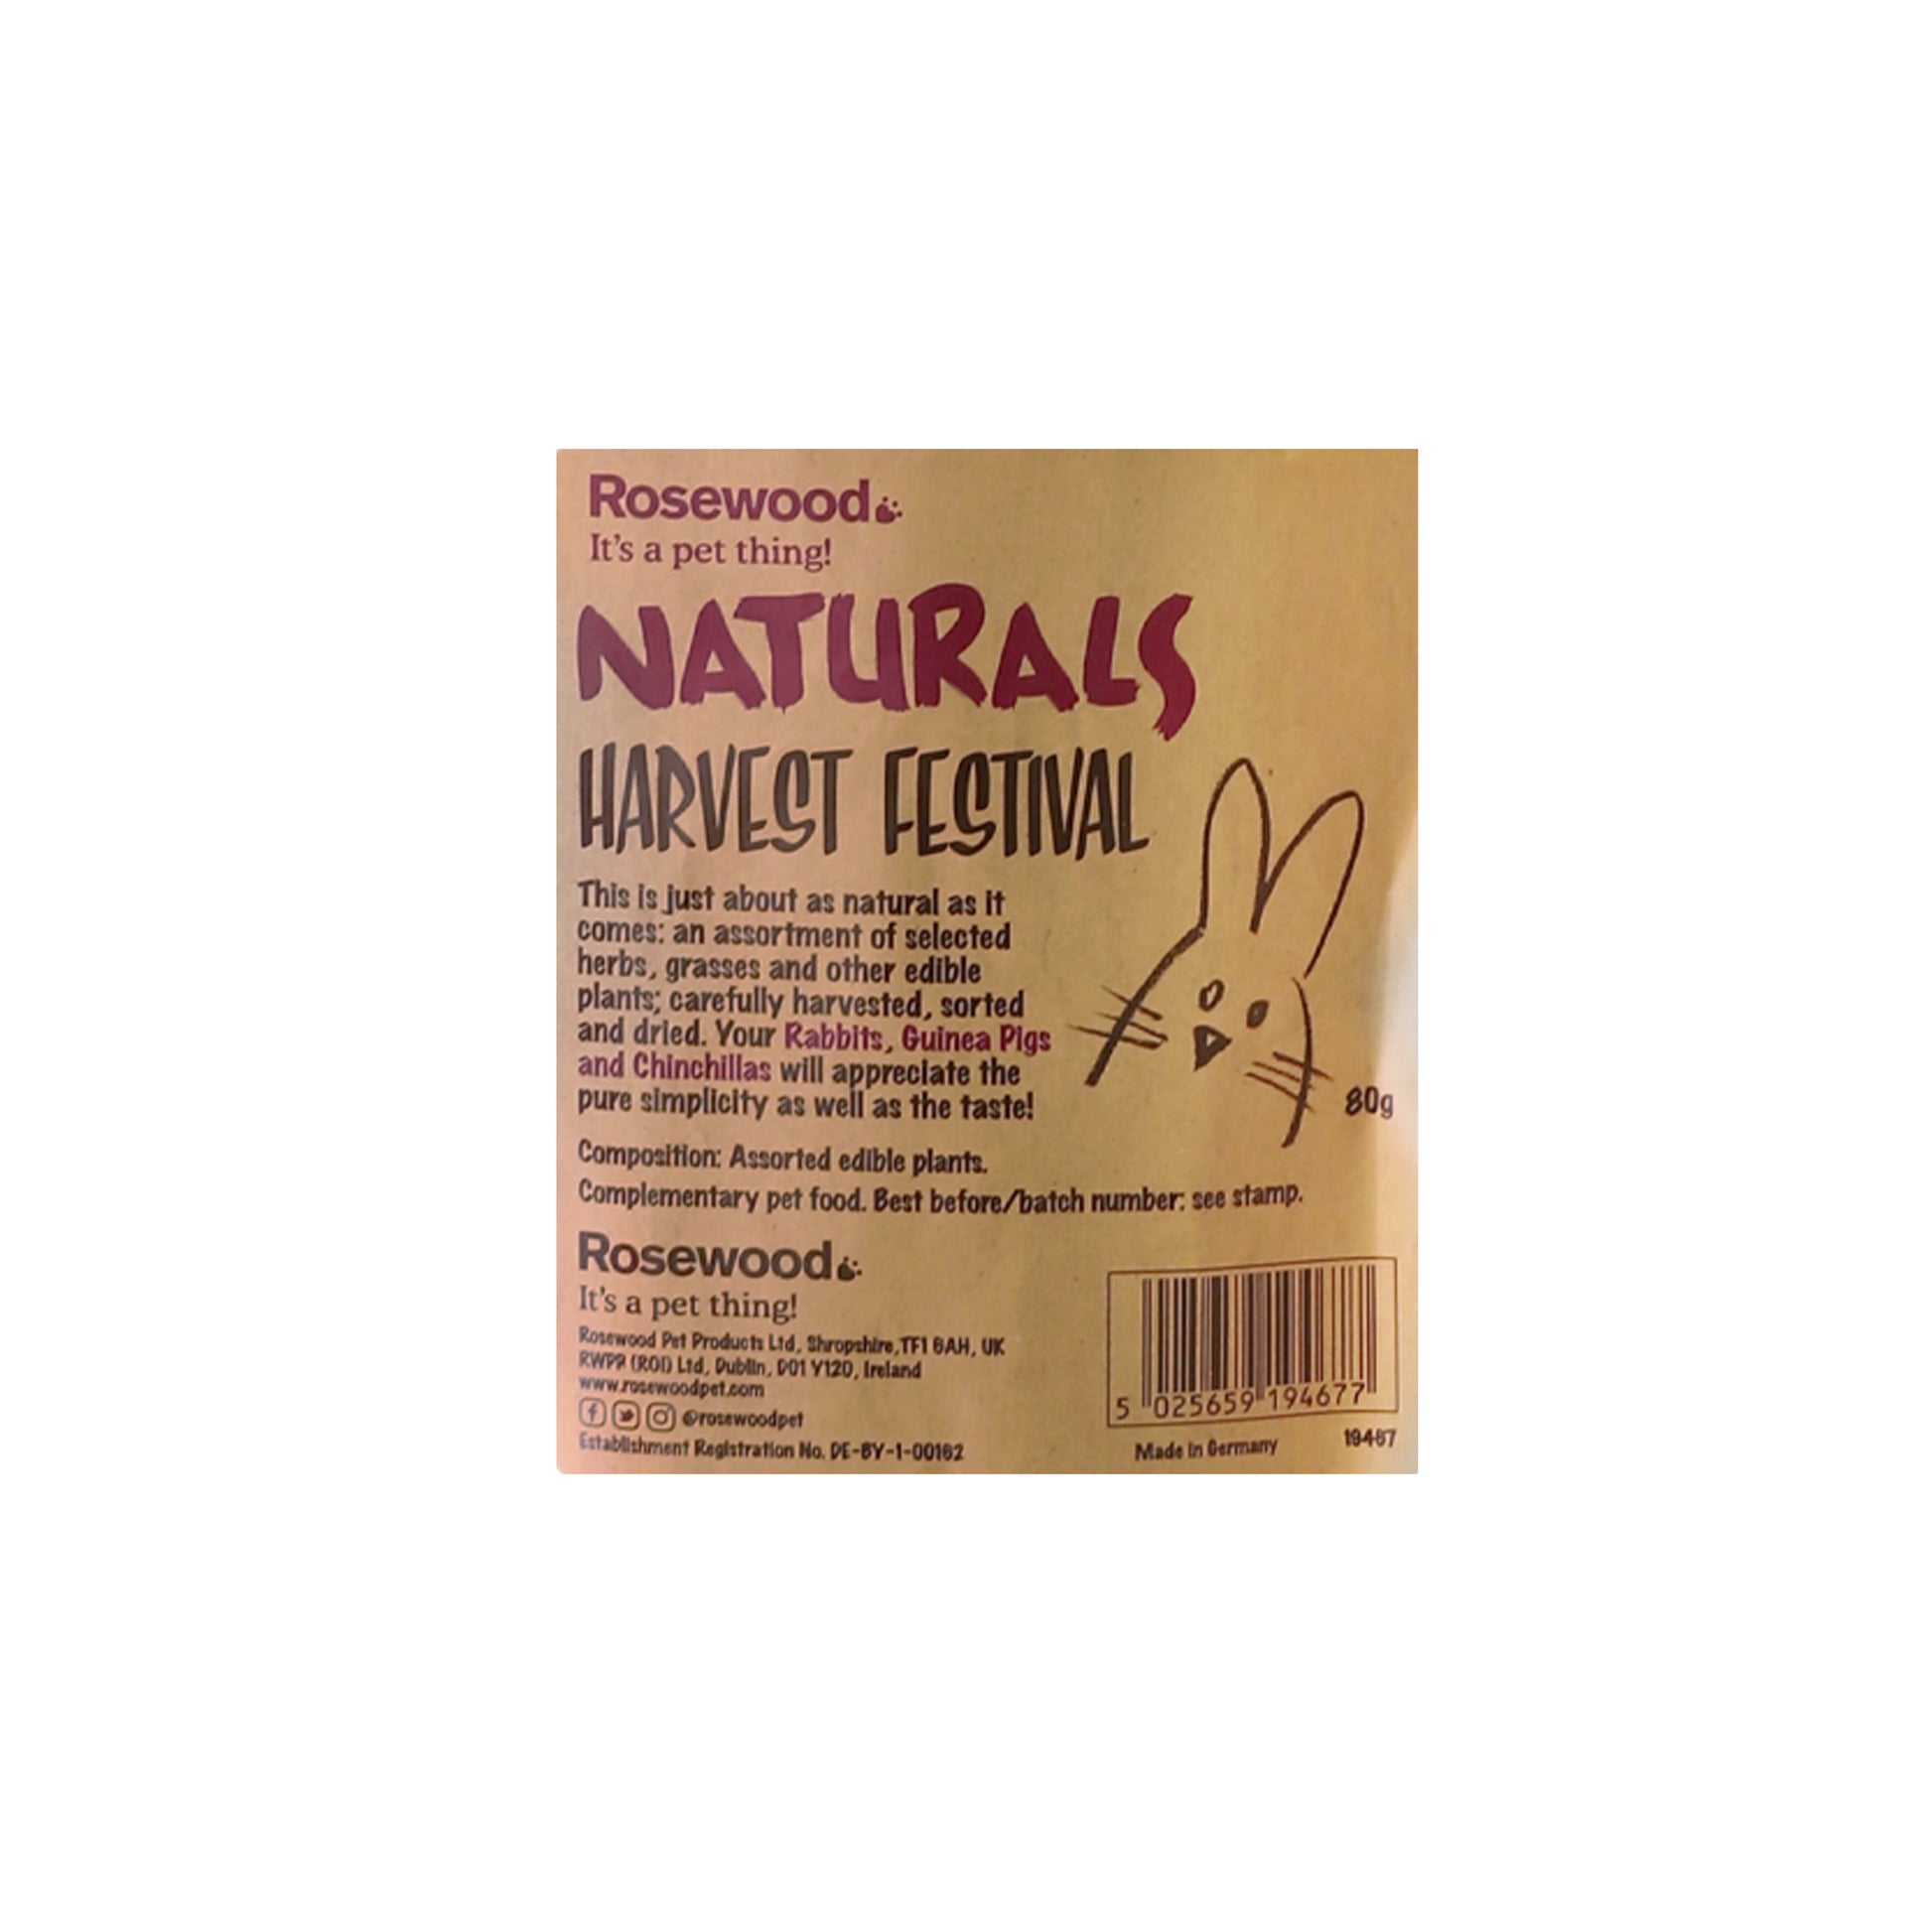 Rosewood
It's a pet thing!
NATURALS
HARVEST FESTIVAL
This is just about as natural as it
comes: an assortment of selected
herbs, grasses and other edible
plants; carefully harvested, sorted
and dried. Your Rabbits, Guinea Pigs
and Chinchillas will appreciate the
pure simplicity as well as the taste!
80g
Composition: Assorted edible plants.
Complementary pet food. Best before/batch number: see stamp.
Rosewood
It's a pet thing!
Rosewood Pet Products Ltd, Shropshire, TF1 6AH, UK
RWPR (ROI) Ltd, Dublin, D01 Y120, Ireland
www.rosewoodpet.com
@rosewoodpet
Establishment Registration No. DE-BY-1-00162
5 025659 194677
Made in Germany
19467